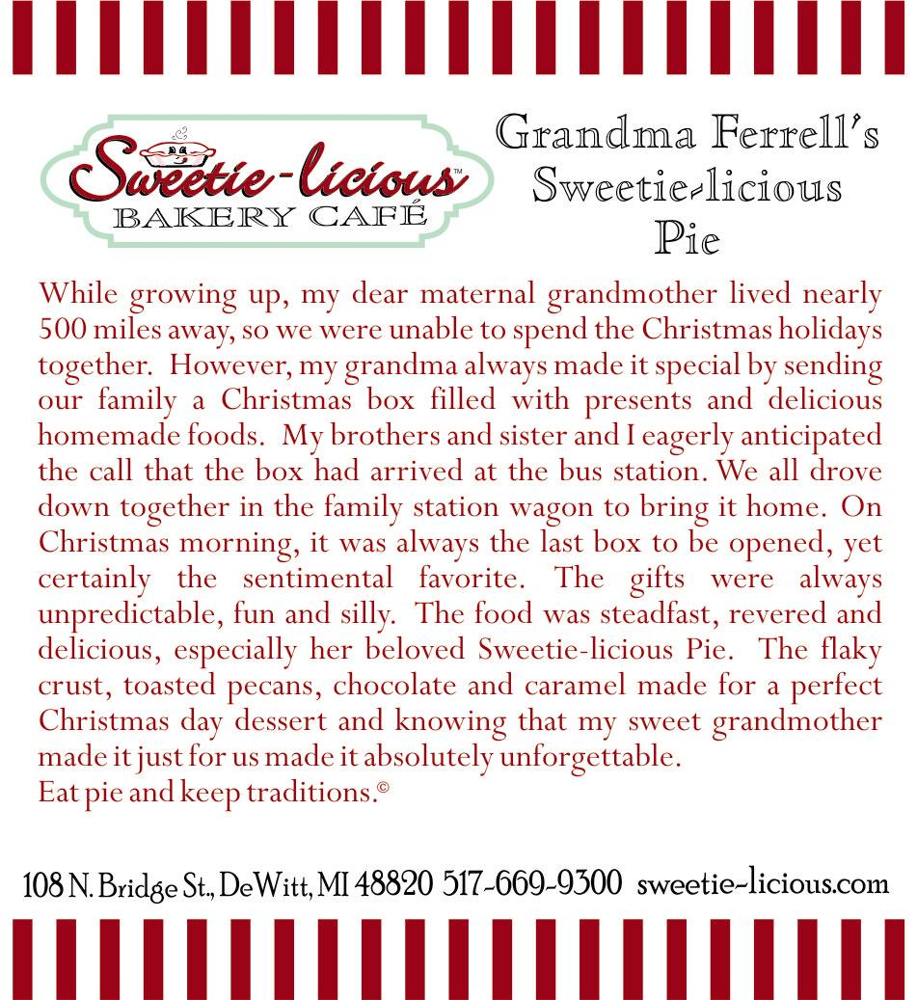 Sweetie-licious™
BAKERY CAFÉ
Grandma Ferrell's
Sweetie-licious
Pie
While growing up, my dear maternal grandmother lived nearly
500 miles away, so we were unable to spend the Christmas holidays
together. However, my grandma always made it special by sending
our family a Christmas box filled with presents and delicious
homemade foods. My brothers and sister and I eagerly anticipated
the call that the box had arrived at the bus station. We all drove
down together in the family station wagon to bring it home. On
Christmas morning, it was always the last box to be opened, yet
certainly the sentimental favorite. The gifts were always
unpredictable, fun and silly. The food was steadfast, revered and
delicious, especially her beloved Sweetie-licious Pie. The flaky
crust, toasted pecans, chocolate and caramel made for a perfect
Christmas day dessert and knowing that my sweet grandmother
made it just for us made it absolutely unforgettable.
Eat pie and keep traditions.©
108 N. Bridge St., DeWitt, MI 48820 517-669-9300 sweetie-licious.com